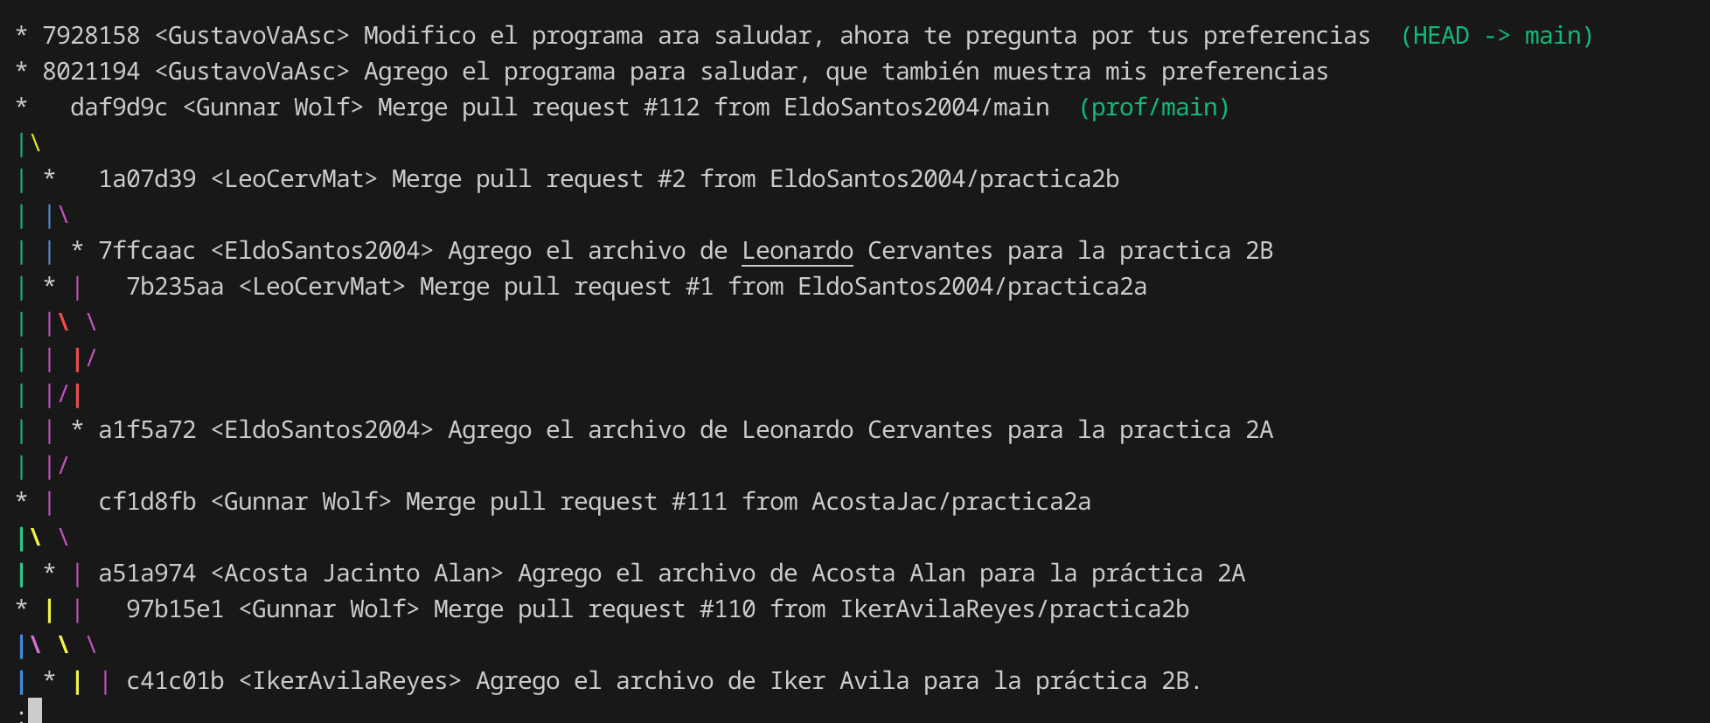 * 7928158 <GustavoVaAsc> Modifico el programa ara saludar, ahora te pregunta por tus preferencias  (HEAD -> main)
* 8021194 <GustavoVaAsc> Agrego el programa para saludar, que también muestra mis preferencias
*   daf9d9c <Gunnar Wolf> Merge pull request #112 from EldoSantos2004/main  (prof/main)
|\
| *   1a07d39 <LeoCervMat> Merge pull request #2 from EldoSantos2004/practica2b
| |\
| | * 7ffcaac <EldoSantos2004> Agrego el archivo de Leonardo Cervantes para la practica 2B
| * |   7b235aa <LeoCervMat> Merge pull request #1 from EldoSantos2004/practica2a
| |\ \
| | |/
| |/|
| | * a1f5a72 <EldoSantos2004> Agrego el archivo de Leonardo Cervantes para la practica 2A
| |/
* |   cf1d8fb <Gunnar Wolf> Merge pull request #111 from AcostaJac/practica2a
|\ \
| * | a51a974 <Acosta Jacinto Alan> Agrego el archivo de Acosta Alan para la práctica 2A
* | |   97b15e1 <Gunnar Wolf> Merge pull request #110 from IkerAvilaReyes/practica2b
|\ \ \
| * | | c41c01b <IkerAvilaReyes> Agrego el archivo de Iker Avila para la práctica 2B.
: